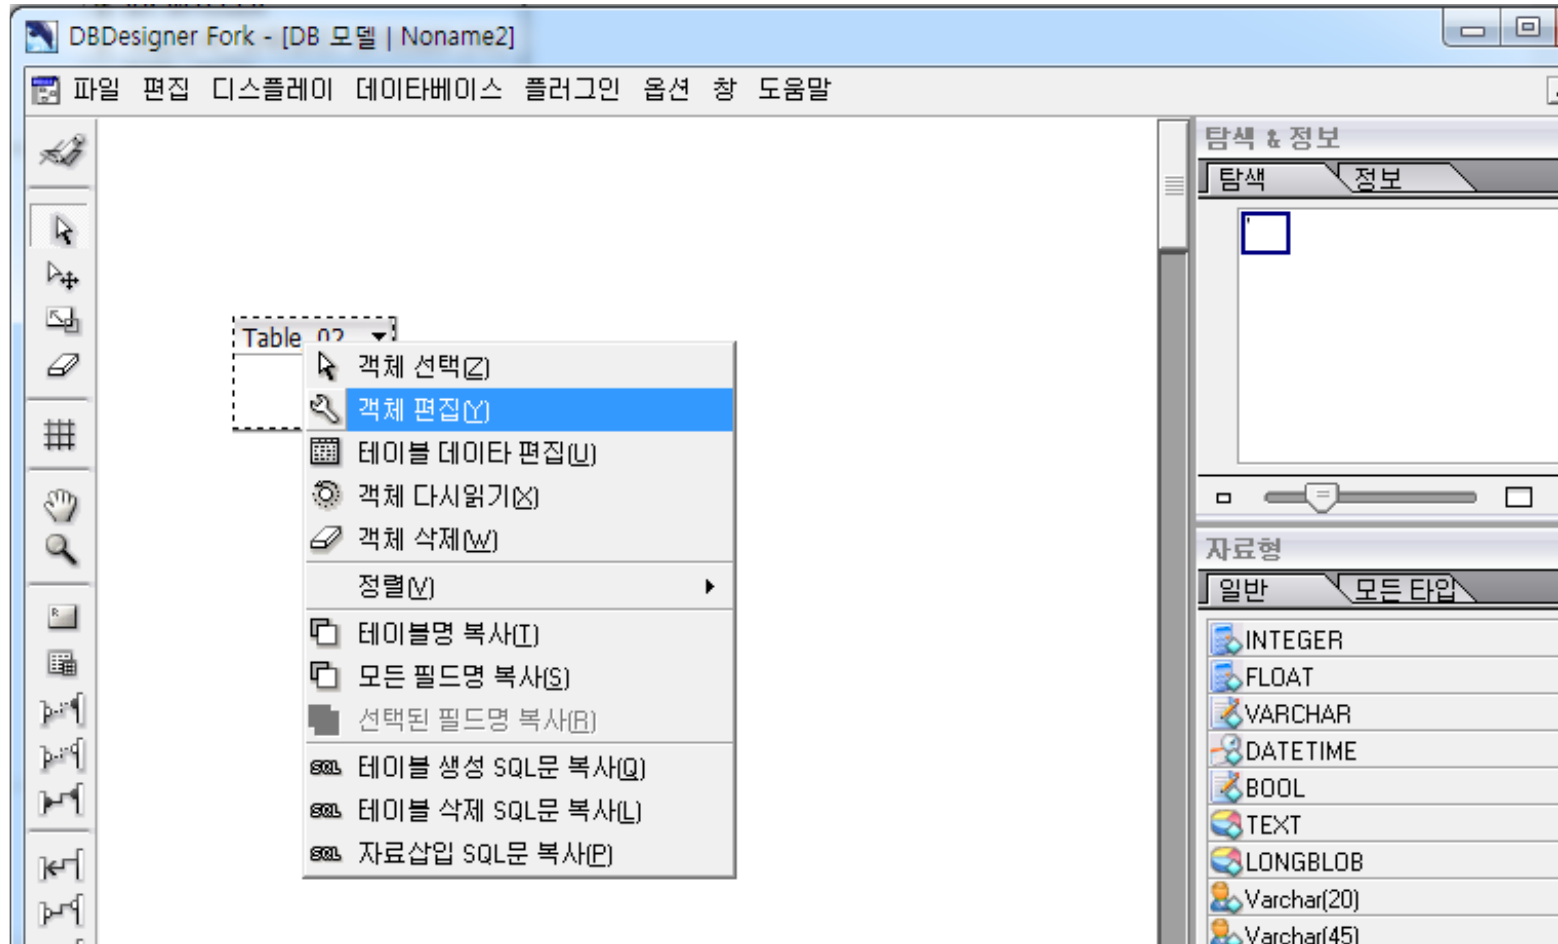 DBDesigner Fork - [DB 모델 | Noname2]
파일 편집 디스플레이 데이타베이스 플러그인 옵션 창 도움말
탐색 & 정보
탐색 정보
Table_02
객체 선택(Z)
객체 편집(Y)
테이블 데이타 편집(U)
객체 다시읽기(X)
객체 삭제(W)
정렬(V)
테이블명 복사(T)
모든 필드명 복사(S)
선택된 필드명 복사(R)
SQL 테이블 생성 SQL문 복사(Q)
SQL 테이블 삭제 SQL문 복사(L)
SQL 자료삽입 SQL문 복사(P)
자료형
일반 모든 타입
INTEGER
FLOAT
VARCHAR
DATETIME
BOOL
TEXT
LONGBLOB
Varchar(20)
Varchar(45)